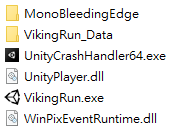 MonoBleedingEdge
VikingRun_Data
UnityCrashHandler64.exe
UnityPlayer.dll
VikingRun.exe
WinPixEventRuntime.dll